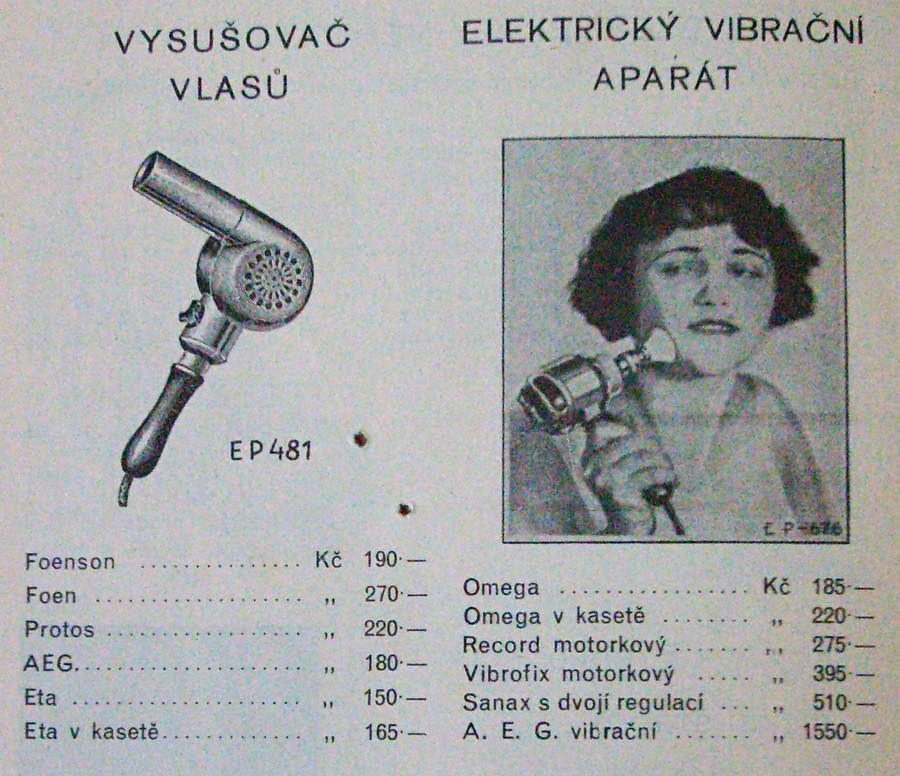 VYSUŠOVAČ
VLASŮ
EP481
Foenson ............... Kč 190·—
Foen .................. „ 270·—
Protos ................. „ 220·—
AEG.................... „ 180·—
Eta .................... „ 150·—
Eta v kasetě............ „ 165·—
ELEKTRICKÝ VIBRAČNÍ
APARÁT
EP-676
Omega ................. Kč 185·—
Omega v kasetě ........ „ 220·—
Record motorkový....... „ 275·—
Vibrofix motorkový ..... „ 395·—
Sanax s dvojí regulací ... „ 510·—
A. E. G. vibrační ....... „ 1550·—